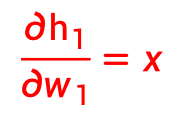 ∂h₁/∂w₁ = x